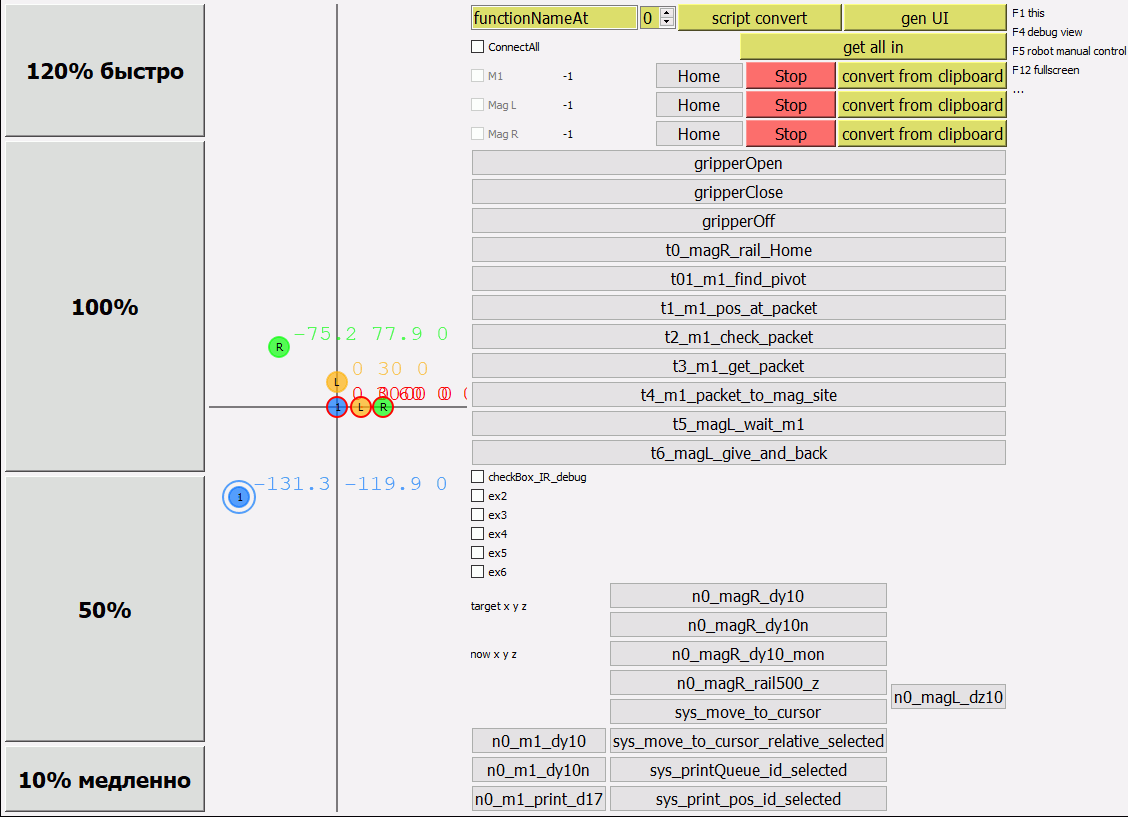 120% быстро
100%
50%
10% медленно
R
-75.2 77.9 0
L
0 30 0
1
L
R
1
-131.3 -119.9 0
functionNameAt
0
script convert
gen UI
ConnectAll
get all in
M1
-1
Home
Stop
convert from clipboard
Mag L
-1
Home
Stop
convert from clipboard
Mag R
-1
Home
Stop
convert from clipboard
gripperOpen
gripperClose
gripperOff
t0_magR_rail_Home
t01_m1_find_pivot
t1_m1_pos_at_packet
t2_m1_check_packet
t3_m1_get_packet
t4_m1_packet_to_mag_site
t5_magL_wait_m1
t6_magL_give_and_back
checkBox_IR_debug
ex2
ex3
ex4
ex5
ex6
target x y z
now x y z
n0_magR_dy10
n0_magR_dy10n
n0_magR_dy10_mon
n0_magR_rail500_z
sys_move_to_cursor
n0_magL_dz10
n0_m1_dy10
sys_move_to_cursor_relative_selected
n0_m1_dy10n
sys_printQueue_id_selected
n0_m1_print_d17
sys_print_pos_id_selected
F1 this
F4 debug view
F5 robot manual control
F12 fullscreen
...